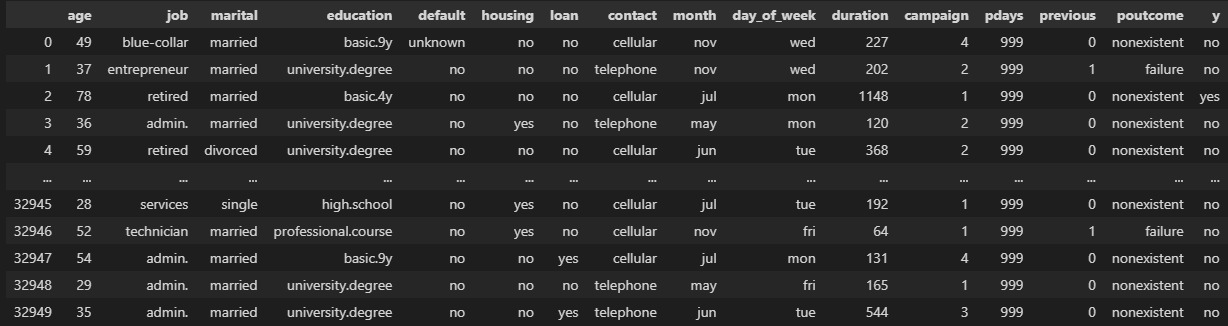 age job marital education default housing loan contact month day_of_week duration campaign pdays previous poutcome y
0 49 blue-collar married basic.9y unknown no no cellular nov wed 227 4 999 0 nonexistent no
1 37 entrepreneur married university.degree no no no telephone nov wed 202 2 999 1 failure no
2 78 retired married basic.4y no no no cellular jul mon 1148 1 999 0 nonexistent yes
3 36 admin. married university.degree no yes no telephone may mon 120 2 999 0 nonexistent no
4 59 retired divorced university.degree no no no cellular jun tue 368 2 999 0 nonexistent no
... ... ... ... ... ... ... ... ... ... ... ... ... ... ... ... ...
32945 28 services single high.school no yes no cellular jul tue 192 1 999 0 nonexistent no
32946 52 technician married professional.course no yes no cellular nov fri 64 1 999 1 failure no
32947 54 admin. married basic.9y no no yes cellular jul mon 131 4 999 0 nonexistent no
32948 29 admin. married university.degree no no no telephone may fri 165 1 999 0 nonexistent no
32949 35 admin. married university.degree no no yes telephone jun tue 544 3 999 0 nonexistent no